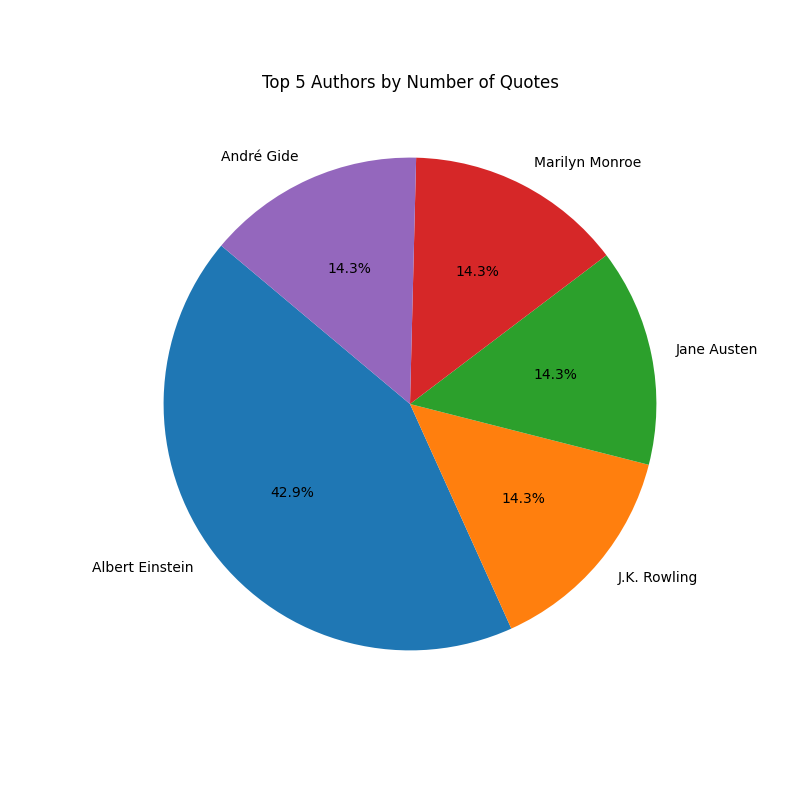 Top 5 Authors by Number of Quotes
André Gide
Marilyn Monroe
14.3%
14.3%
Jane Austen
14.3%
42.9%
14.3%
Albert Einstein
J.K. Rowling